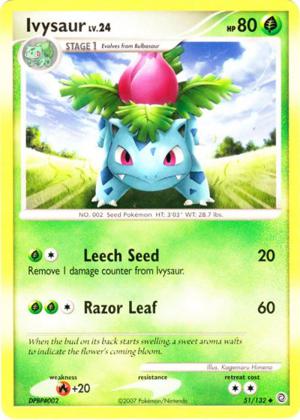 Ivysaur LV.24
HP 80
STAGE 1 Evolves from Bulbasaur
NO. 002 Seed Pokémon HT: 3'03" WT: 28.7 lbs.
Leech Seed 20
Remove 1 damage counter from Ivysaur.
Razor Leaf 60
When the bud on its back starts swelling, a sweet aroma wafts
to indicate the flower's coming bloom.
weakness resistance retreat cost
+20
Illus. Kagemaru Himeno
DPBP#002 ©2007 Pokémon/Nintendo 51/132